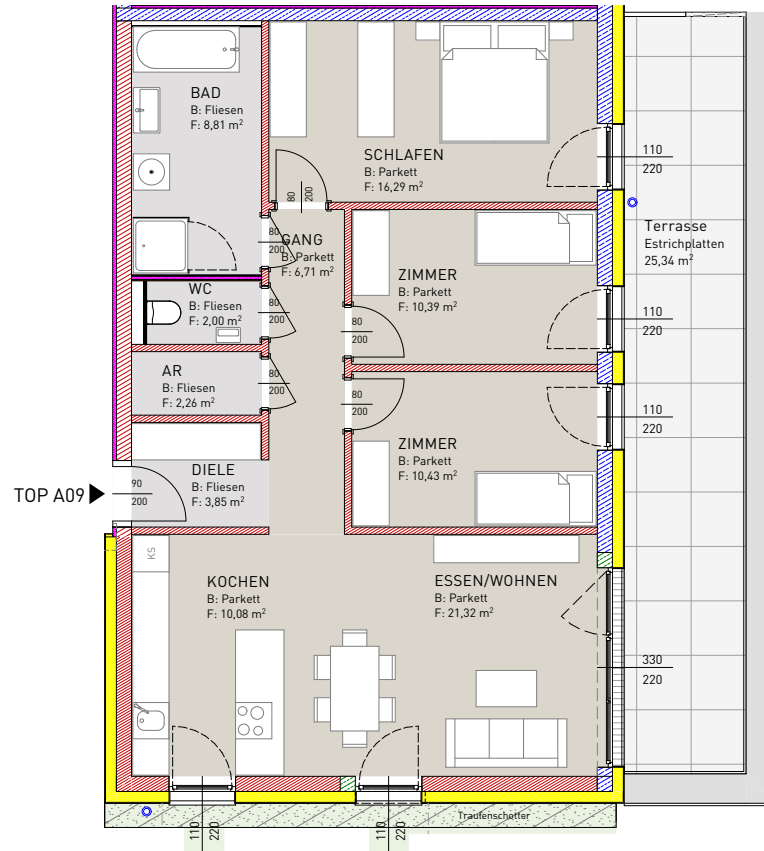 BAD
B: Fliesen
F: 8,81 m²
SCHLAFEN
B: Parkett
F: 16,29 m²
110
220
80
200
Terrasse
Estrichplatten
25,34 m²
80
200
GANG
B: Parkett
F: 6,71 m²
ZIMMER
B: Parkett
F: 10,39 m²
WC
B: Fliesen
F: 2,00 m²
80
200
80
200
110
220
AR
B: Fliesen
F: 2,26 m²
80
200
80
200
110
220
ZIMMER
B: Parkett
F: 10,43 m²
DIELE
B: Fliesen
F: 3,85 m²
TOP A09
90
200
KS
KOCHEN
B: Parkett
F: 10,08 m²
ESSEN/WOHNEN
B: Parkett
F: 21,32 m²
330
220
Traufenschotter
110
220
110
220